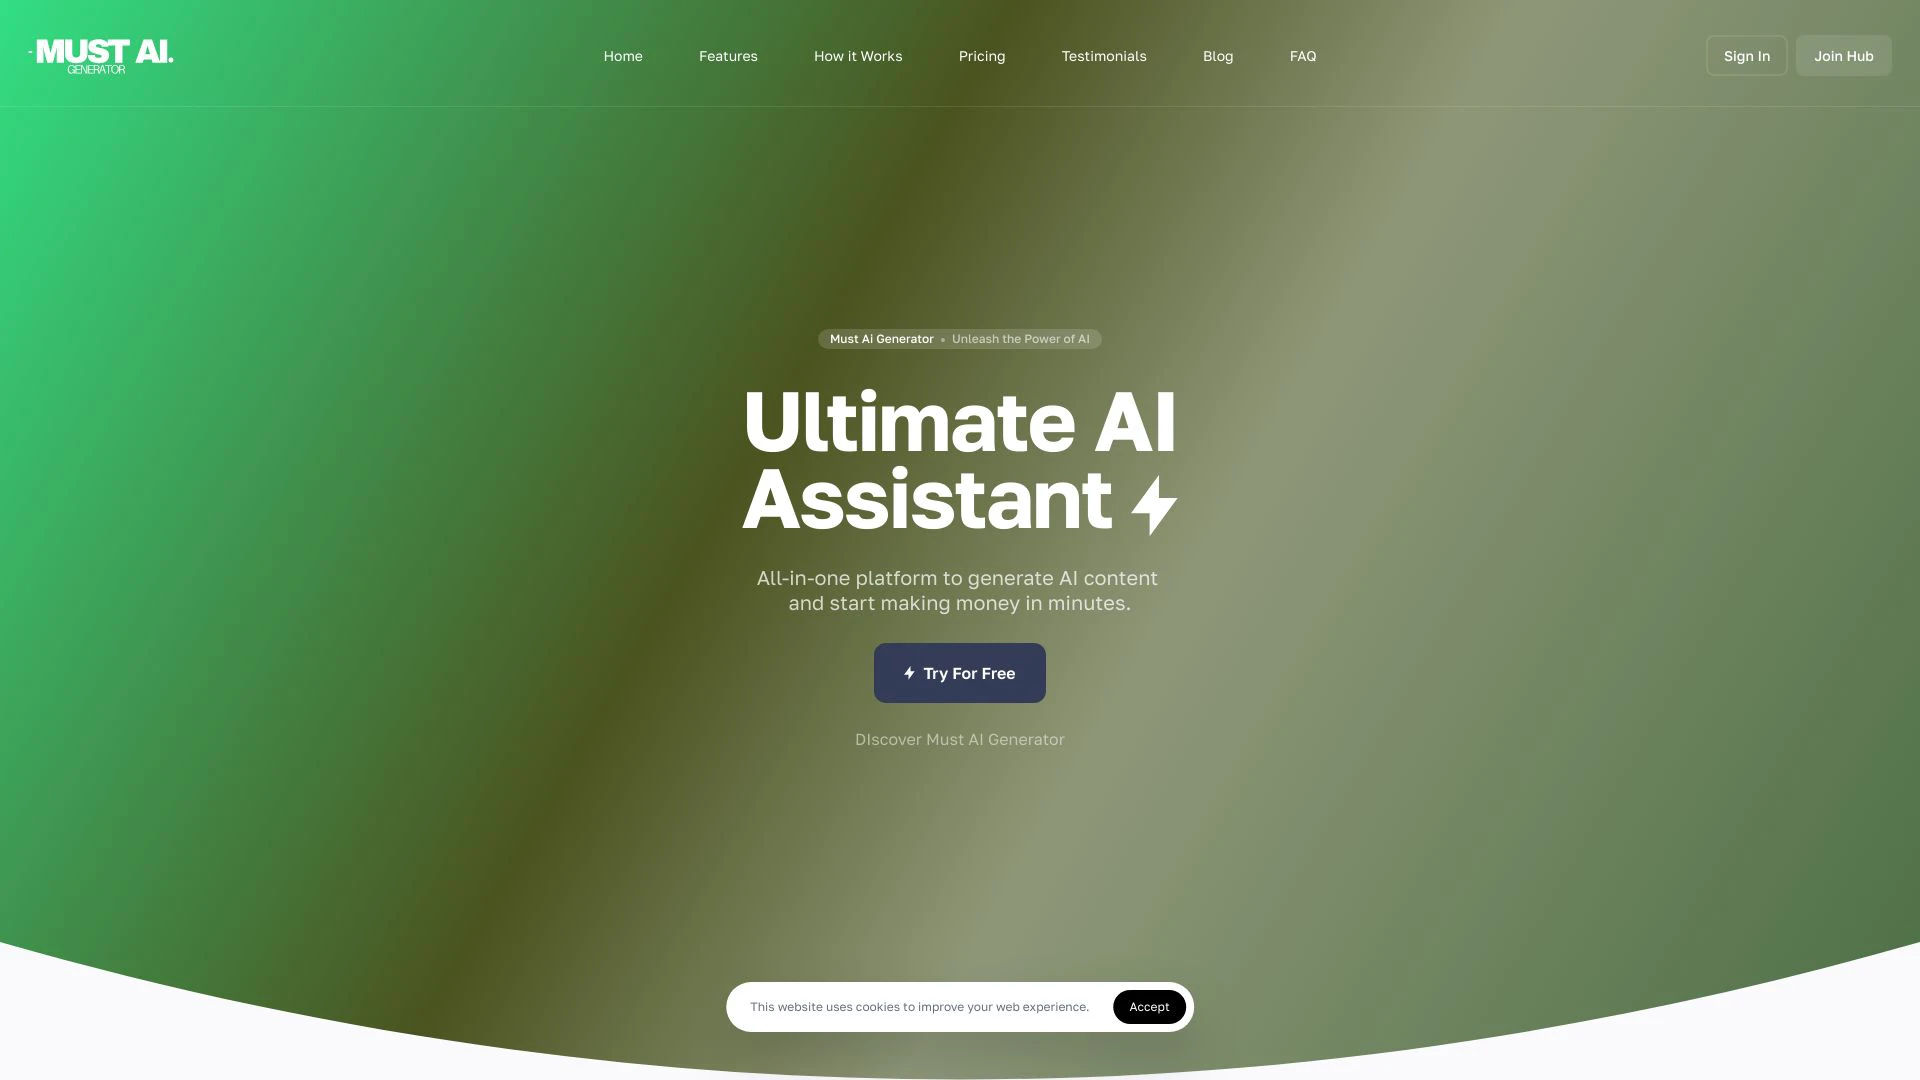 MUST AI.
GENERATOR
Home
Features
How it Works
Pricing
Testimonials
Blog
FAQ
Sign In
Join Hub
Must Ai Generator • Unleash the Power of AI
Ultimate AI
Assistant
All-in-one platform to generate AI content
and start making money in minutes.
Try For Free
DIscover Must AI Generator
This website uses cookies to improve your web experience.
Accept